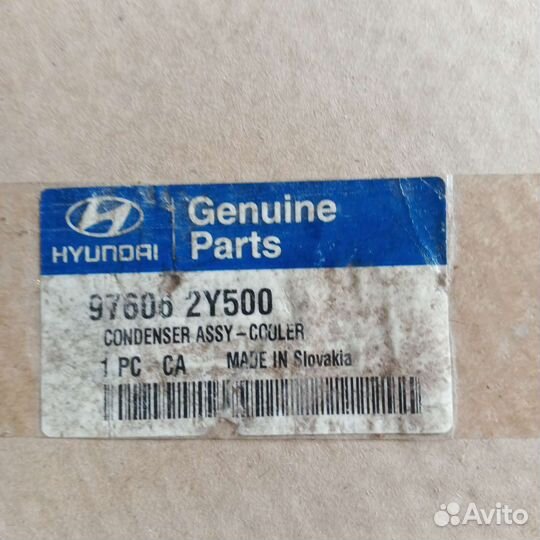 HYUNDAI
Genuine
Parts
97606 2Y500
CONDENSER ASSY-COOLER
1 PC CA MADE IN Slovakia
Avito